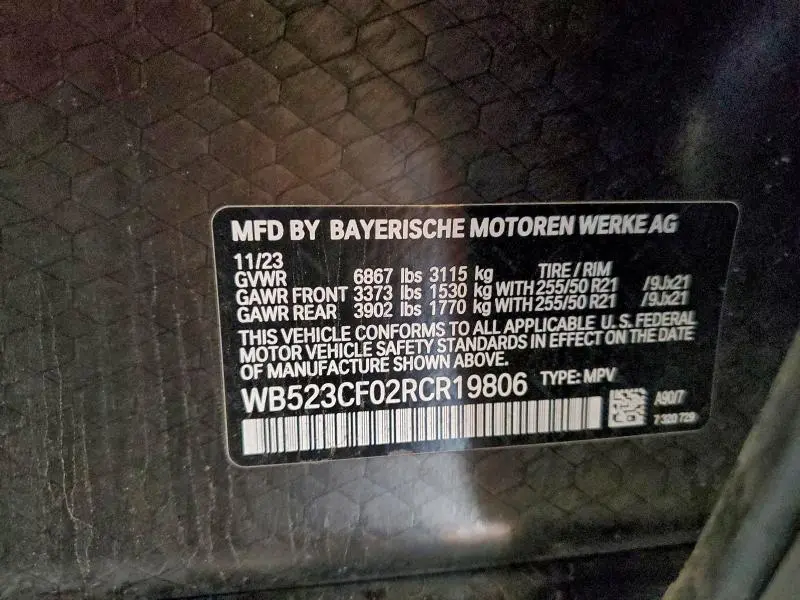 MFD BY BAYERISCHE MOTOREN WERKE AG
11/23 TIRE / RIM
GVWR 6867 lbs 3115 kg
GAWR FRONT 3373 lbs 1530 kg WITH 255/50 R21 /9Jx21
GAWR REAR 3902 lbs 1770 kg WITH 255/50 R21 /9Jx21
THIS VEHICLE CONFORMS TO ALL APPLICABLE U.S. FEDERAL
MOTOR VEHICLE SAFETY STANDARDS IN EFFECT ON THE DATE
OF MANUFACTURE SHOWN ABOVE.
WB523CF02RCR19806 TYPE: MPV
A90/7
7 320 729